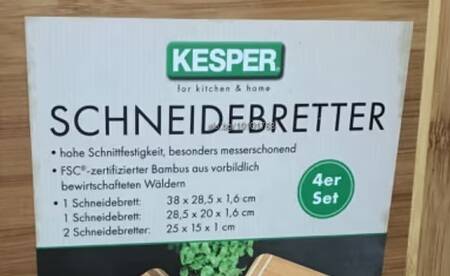 KESPER®
for kitchen & home
SCHNEIDEBRETTER
• hohe Schnittfestigkeit, besonders messerschonend
• FSC®-zertifizierter Bambus aus vorbildlich
bewirtschafteten Wäldern
• 1 Schneidebrett: 38 x 28,5 x 1,6 cm
1 Schneidebrett: 28,5 x 20 x 1,6 cm
2 Schneidebretter: 25 x 15 x 1 cm
4er
Set